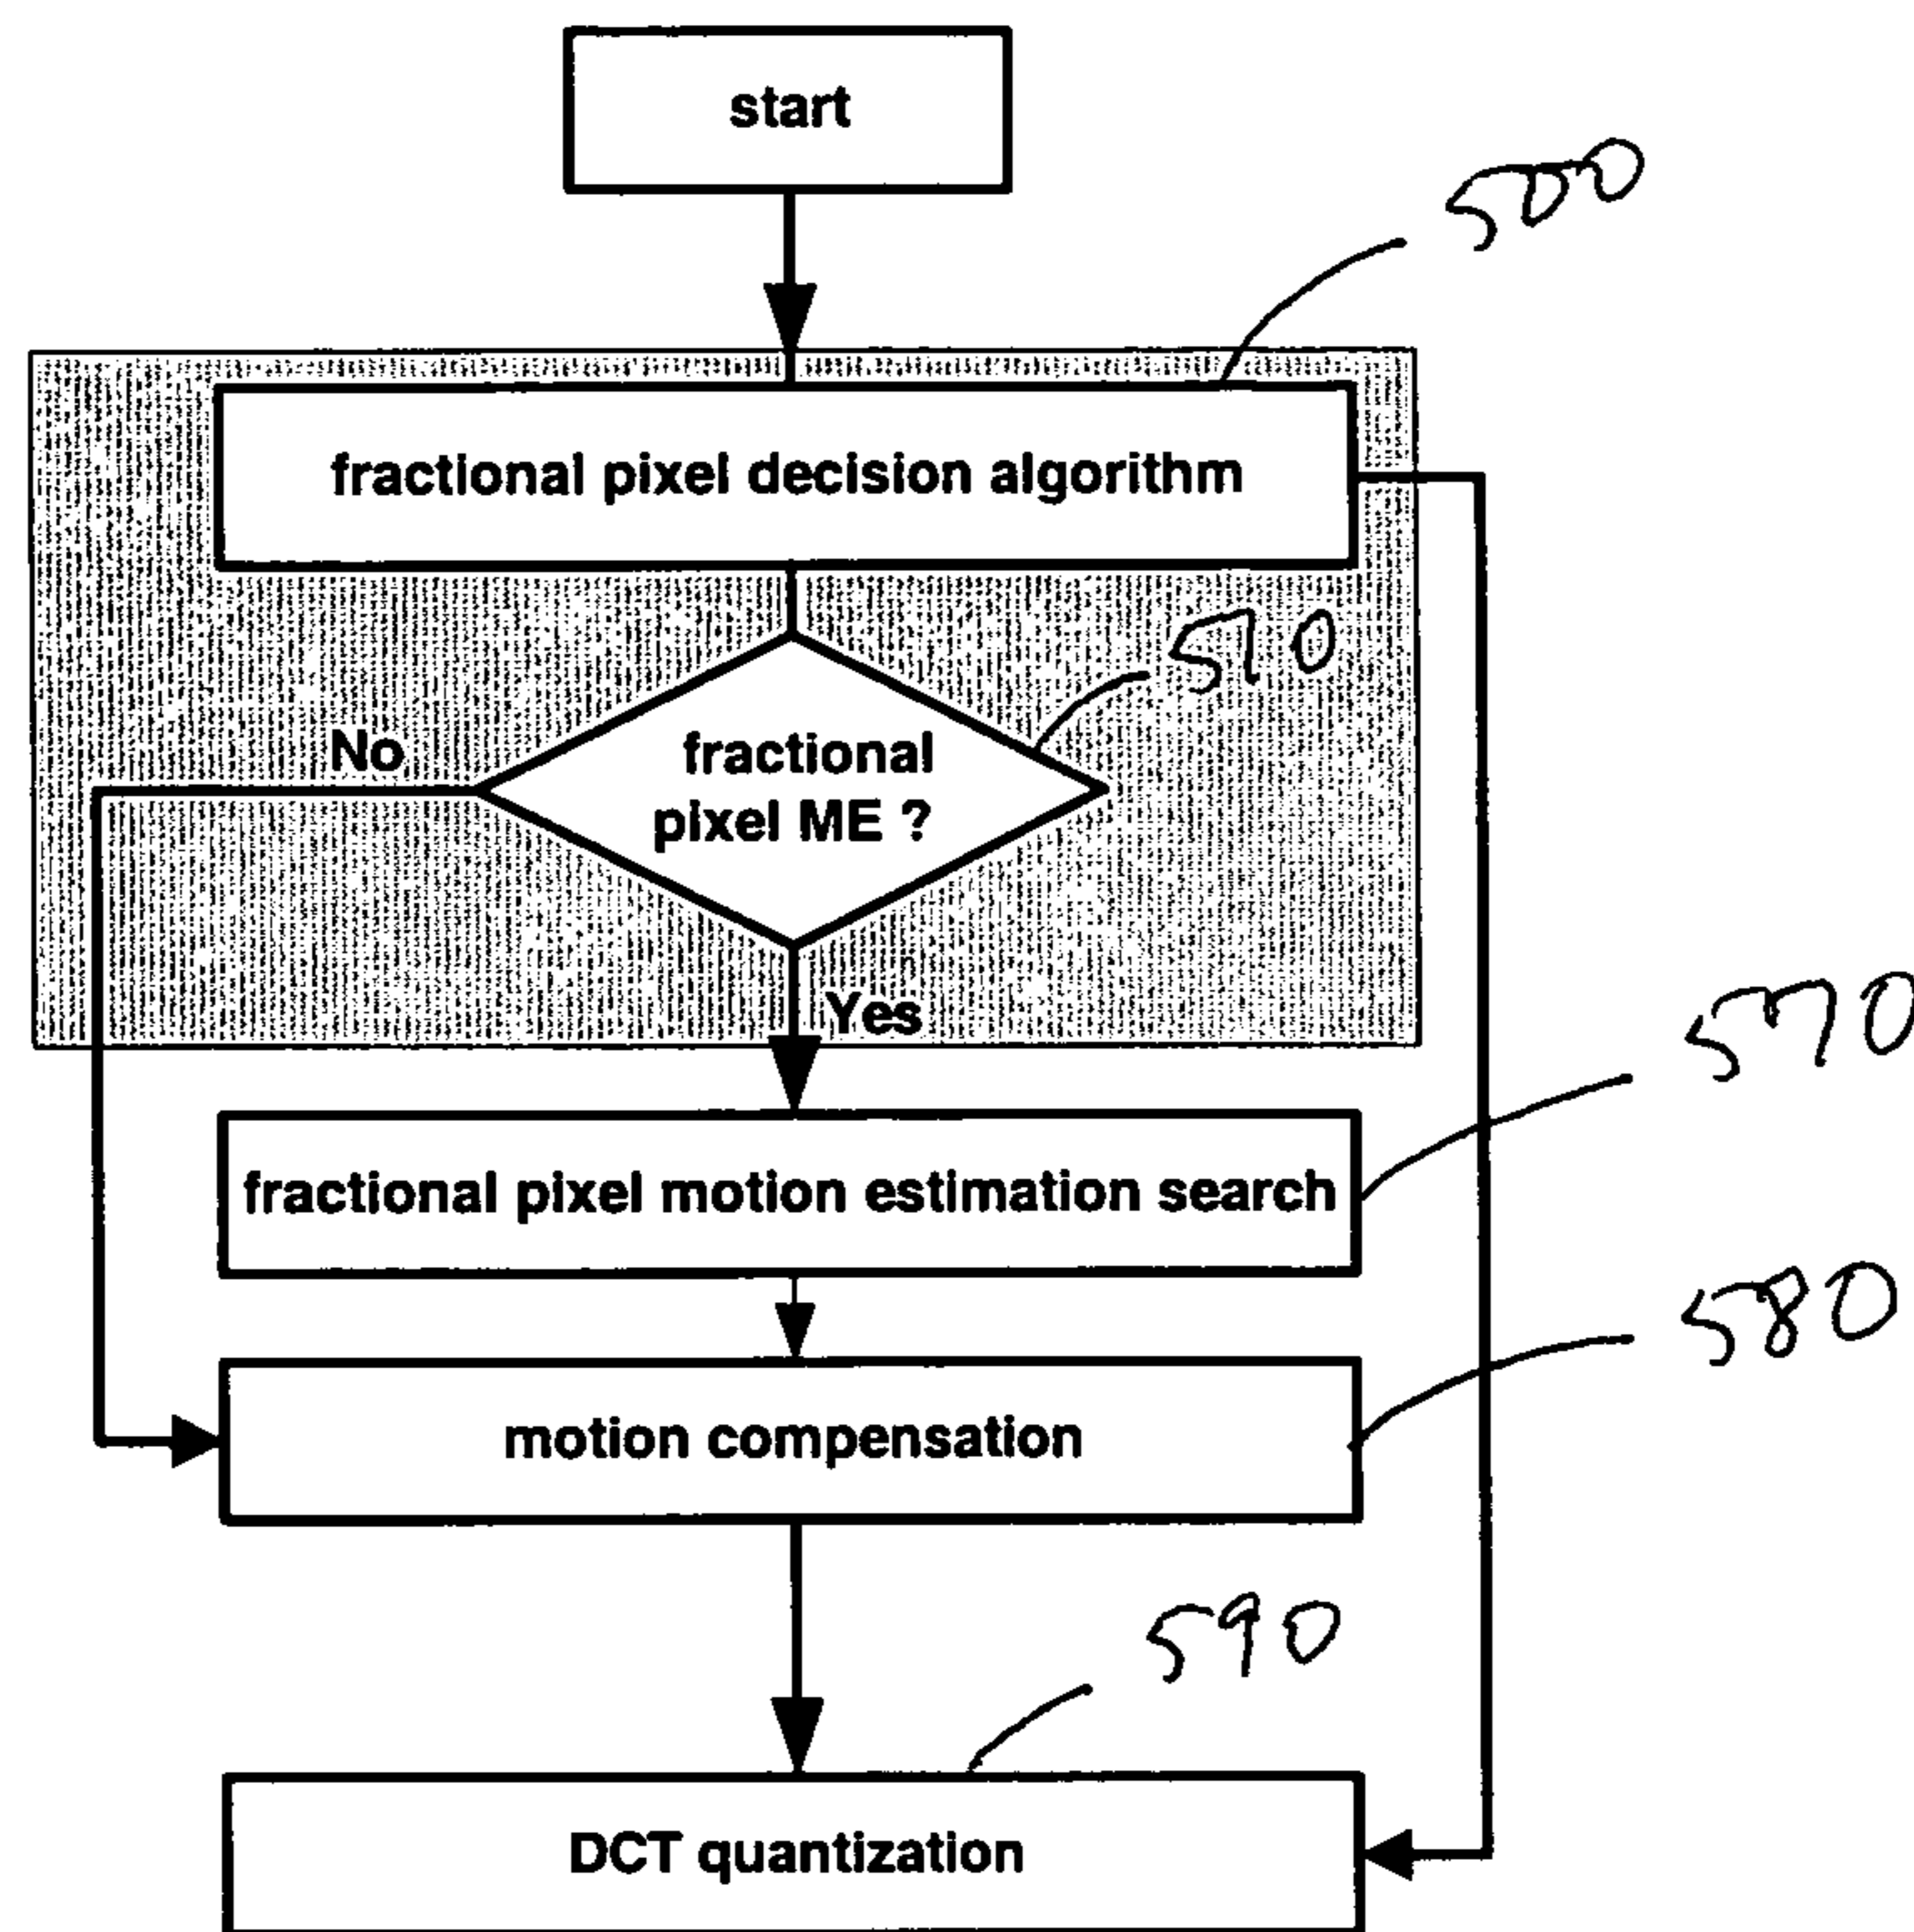 start
500
fractional pixel decision algorithm
510
No
fractional
pixel ME ?
Yes
570
fractional pixel motion estimation search
580
motion compensation
590
DCT quantization